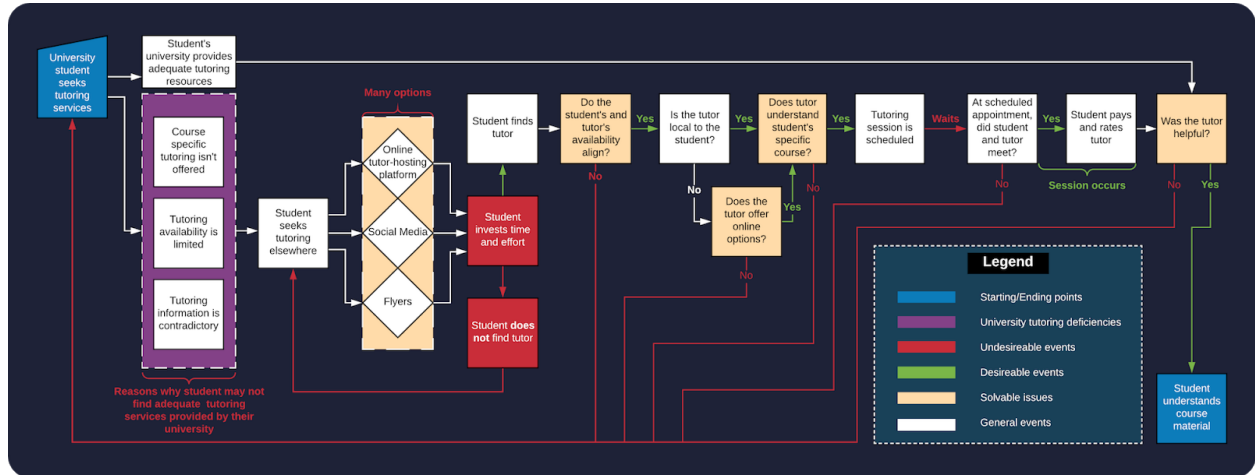 University
student
seeks
tutoring
services
Student's
university provides
adequate tutoring
resources
Course
specific
tutoring isn't
offered
Tutoring
availability is
limited
Tutoring
information is
contradictory
Reasons why student may not
find adequate tutoring
services provided by their
university
Student
seeks
tutoring
elsewhere
Many options
Online
tutor-hosting
platform
Social Media
Flyers
Student finds
tutor
Student
invests time
and effort
Student does
not find tutor
Do the
student's and
tutor's
availability
align?
Yes
No
Is the tutor
local to the
student?
Yes
No
Does the
tutor offer
online
options?
Yes
No
Does tutor
understand
student's
specific
course?
Yes
No
Tutoring
session is
scheduled
Waits
At scheduled
appointment,
did student
and tutor
meet?
Yes
No
Student pays
and rates
tutor
Session occurs
Was the tutor
helpful?
No
Yes
Student
understands
course
material
Legend
Starting/Ending points
University tutoring deficiencies
Undesireable events
Desireable events
Solvable issues
General events